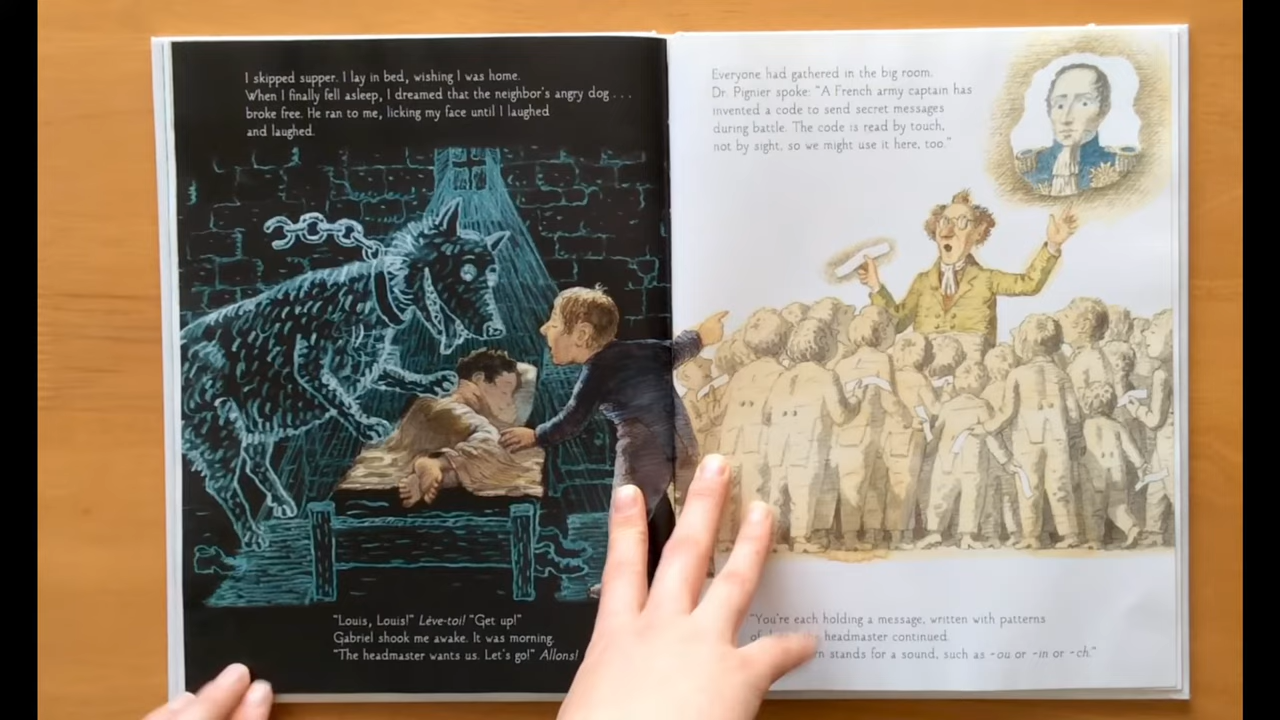 I skipped supper. I lay in bed, wishing I was home.
When I finally fell asleep, I dreamed that the neighbor's angry dog . . .
broke free. He ran to me, licking my face until I laughed
and laughed.
"Louis, Louis!" Lève-toi! "Get up!"
Gabriel shook me awake. It was morning.
"The headmaster wants us. Let's go!" Allons!
Everyone had gathered in the big room.
Dr. Pignier spoke: "A French army captain has
invented a code to send secret messages
during battle. The code is read by touch,
not by sight, so we might use it here, too."
"You're each holding a message, written with patterns
of headmaster continued.
stands for a sound, such as -ou or -in or -ch."